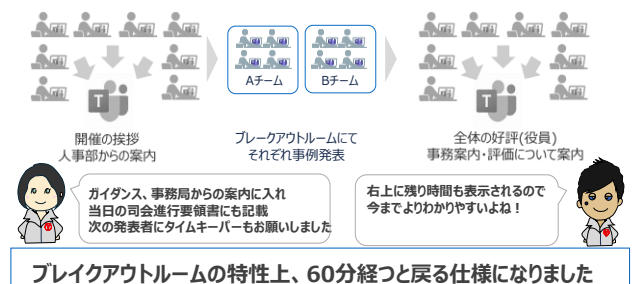 Aチーム
Bチーム
T
T
開催の挨拶
人事部からの案内
ブレークアウトルームにて
それぞれ事例発表
全体の好評(役員)
事務案内・評価について案内
ガイダンス、事務局からの案内に入れ
当日の司会進行要領書にも記載
次の発表者にタイムキーパーもお願いしました
右上に残り時間も表示されるので
今までよりわかりやすいよね！
ブレイクアウトルームの特性上、60分経つと戻る仕様になりました